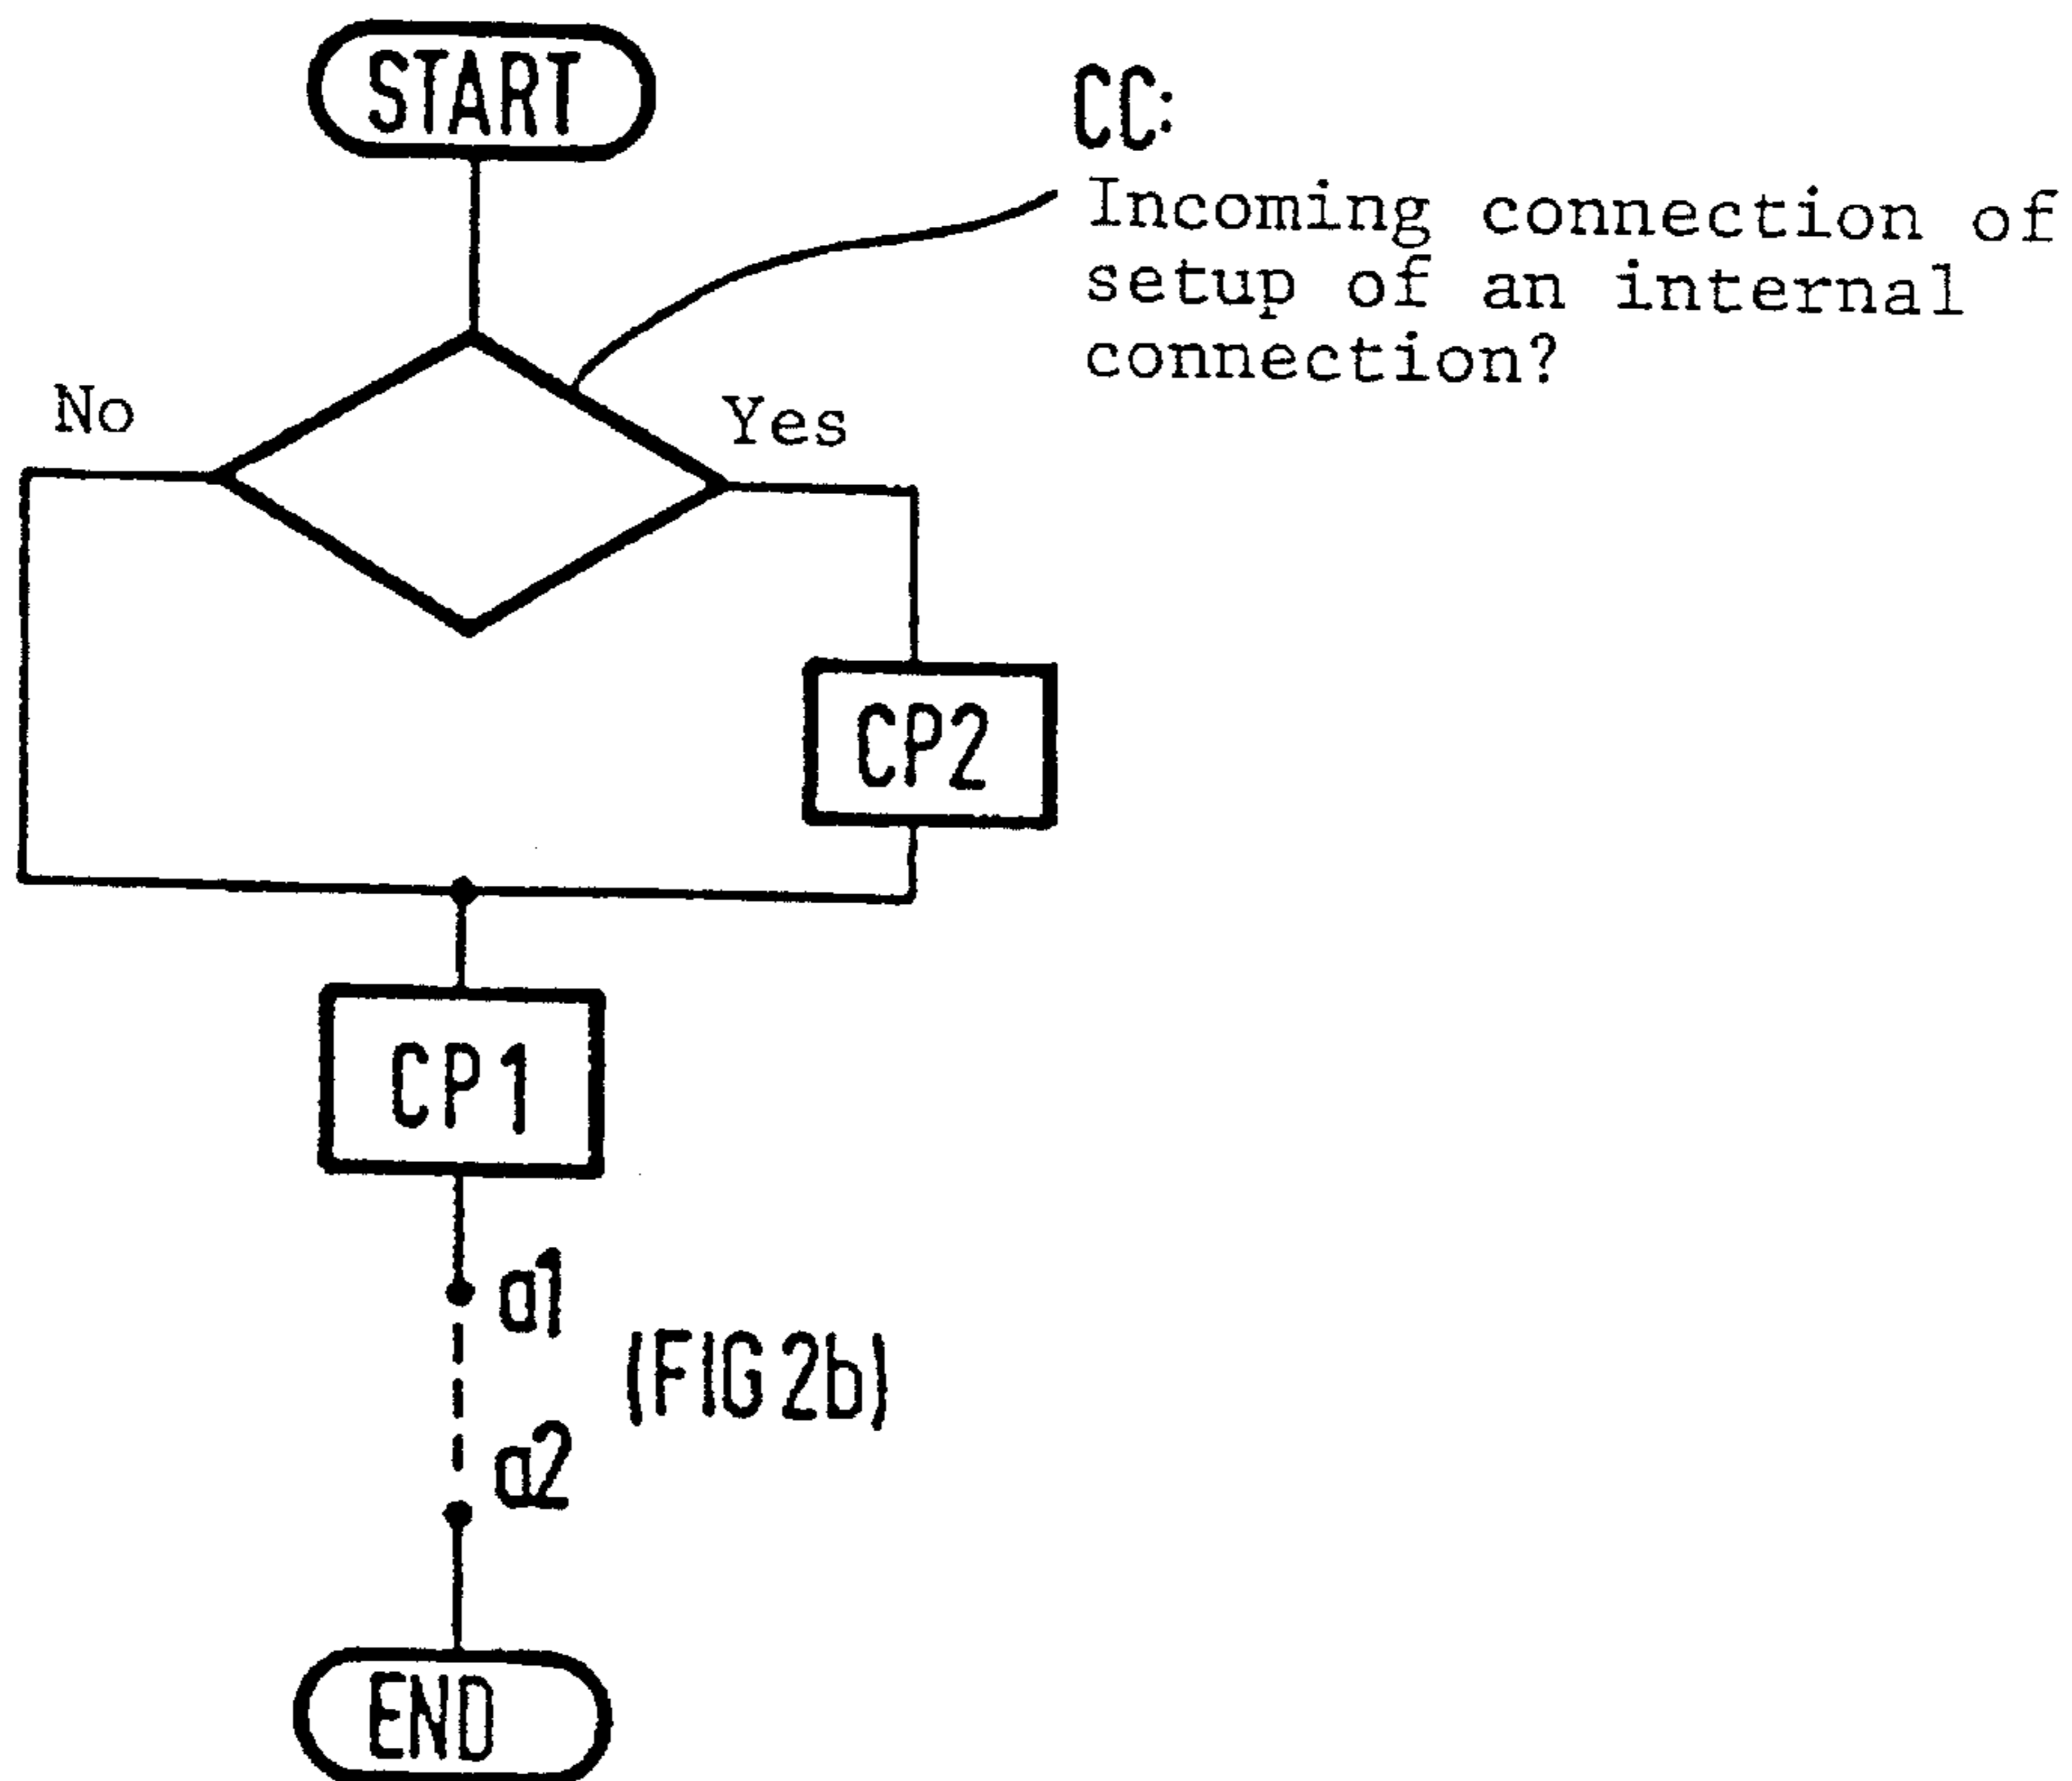 START
CC:
Incoming connection of
setup of an internal
connection?
No
Yes
CP2
CP1
a1
(FIG 2b)
a2
END